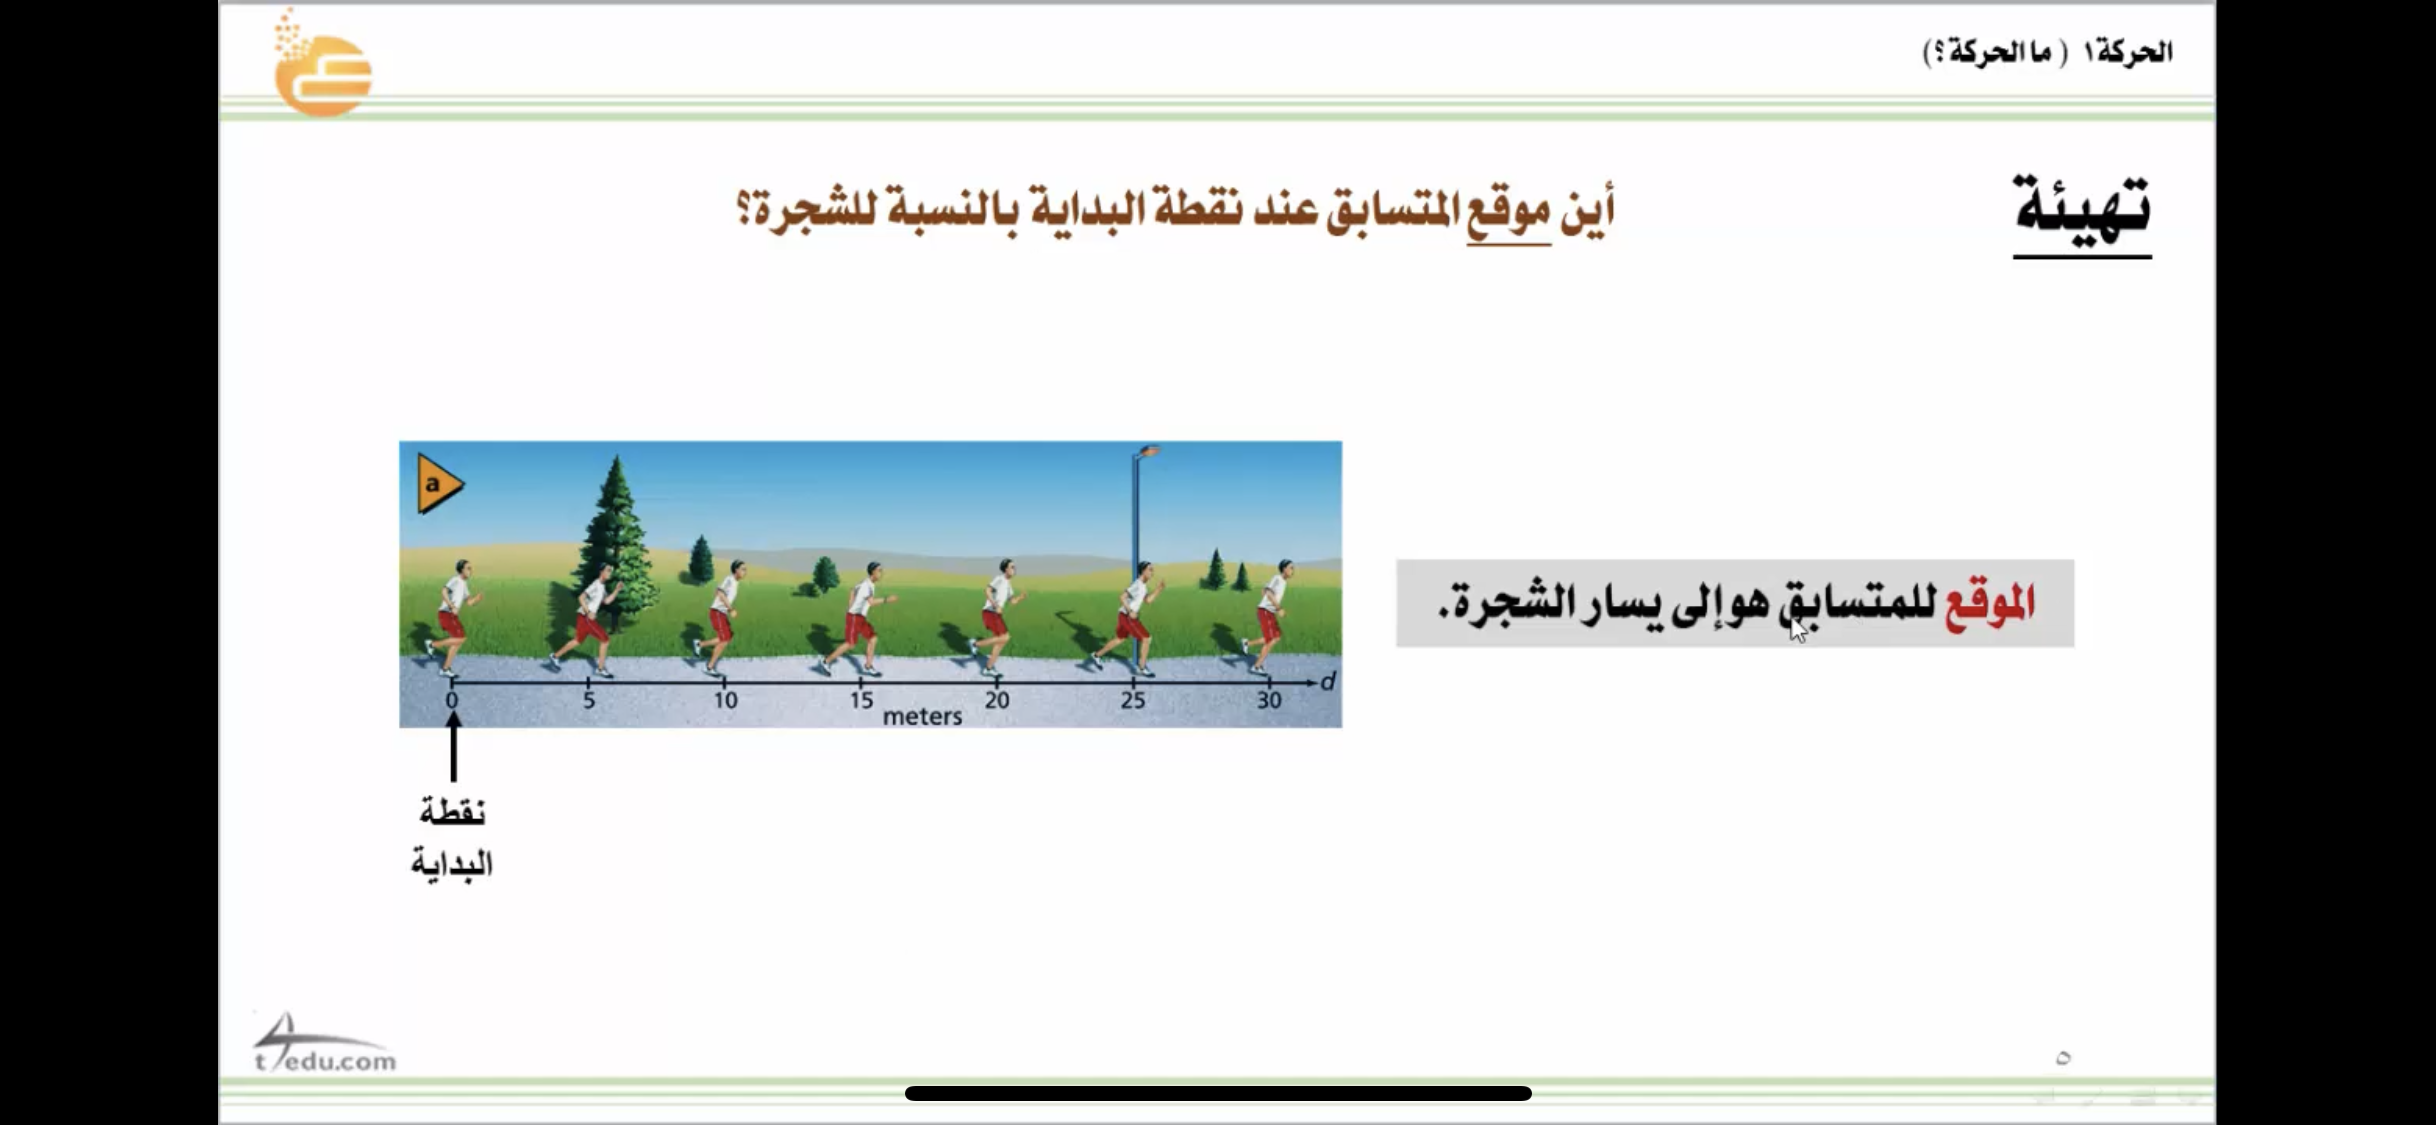 الحركة١ ( ما الحركة؟)
تهيئة
أين موقع المتسابق عند نقطة البداية بالنسبة للشجرة؟
a
الموقع للمتسابق هو إلى يسار الشجرة.
d
0 5 10 15 20 25 30
meters
نقطة
البداية
t4edu.com
٥